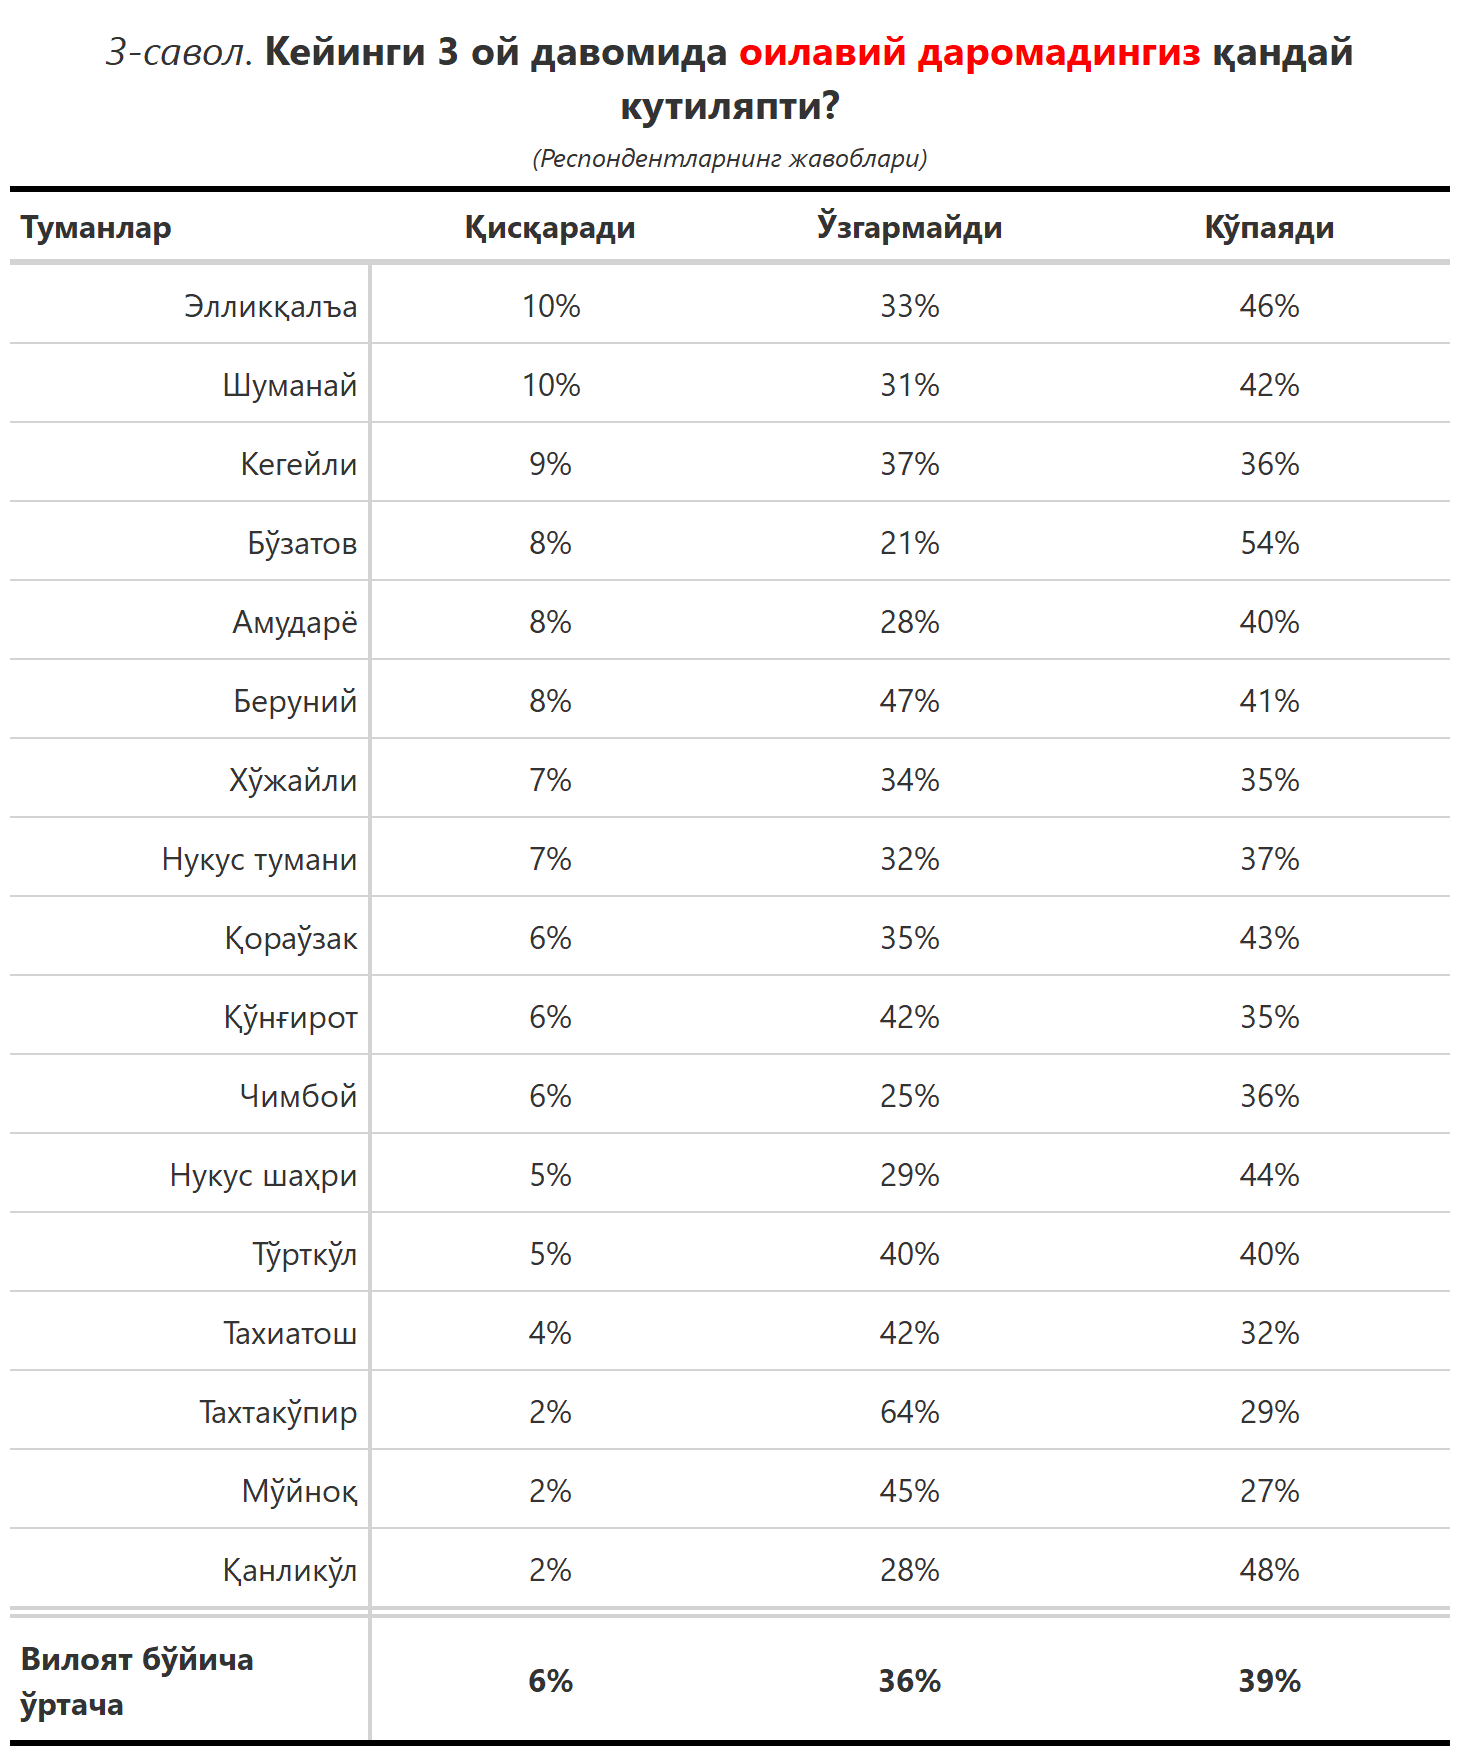 3-савол. Кейинги 3 ой давомида оилавий даромадингиз қандай
кутиляпти?
(Респондентларнинг жавоблари)
Туманлар Қисқаради Ўзгармайди Кўпаяди
Элликқалъа 10% 33% 46%
Шуманай 10% 31% 42%
Кегейли 9% 37% 36%
Бўзатов 8% 21% 54%
Амударё 8% 28% 40%
Беруний 8% 47% 41%
Хўжайли 7% 34% 35%
Нукус тумани 7% 32% 37%
Қораўзак 6% 35% 43%
Қўнғирот 6% 42% 35%
Чимбой 6% 25% 36%
Нукус шаҳри 5% 29% 44%
Тўрткўл 5% 40% 40%
Тахиатош 4% 42% 32%
Тахтакўпир 2% 64% 29%
Мўйноқ 2% 45% 27%
Қанликўл 2% 28% 48%
Вилоят бўйича
ўртача 6% 36% 39%